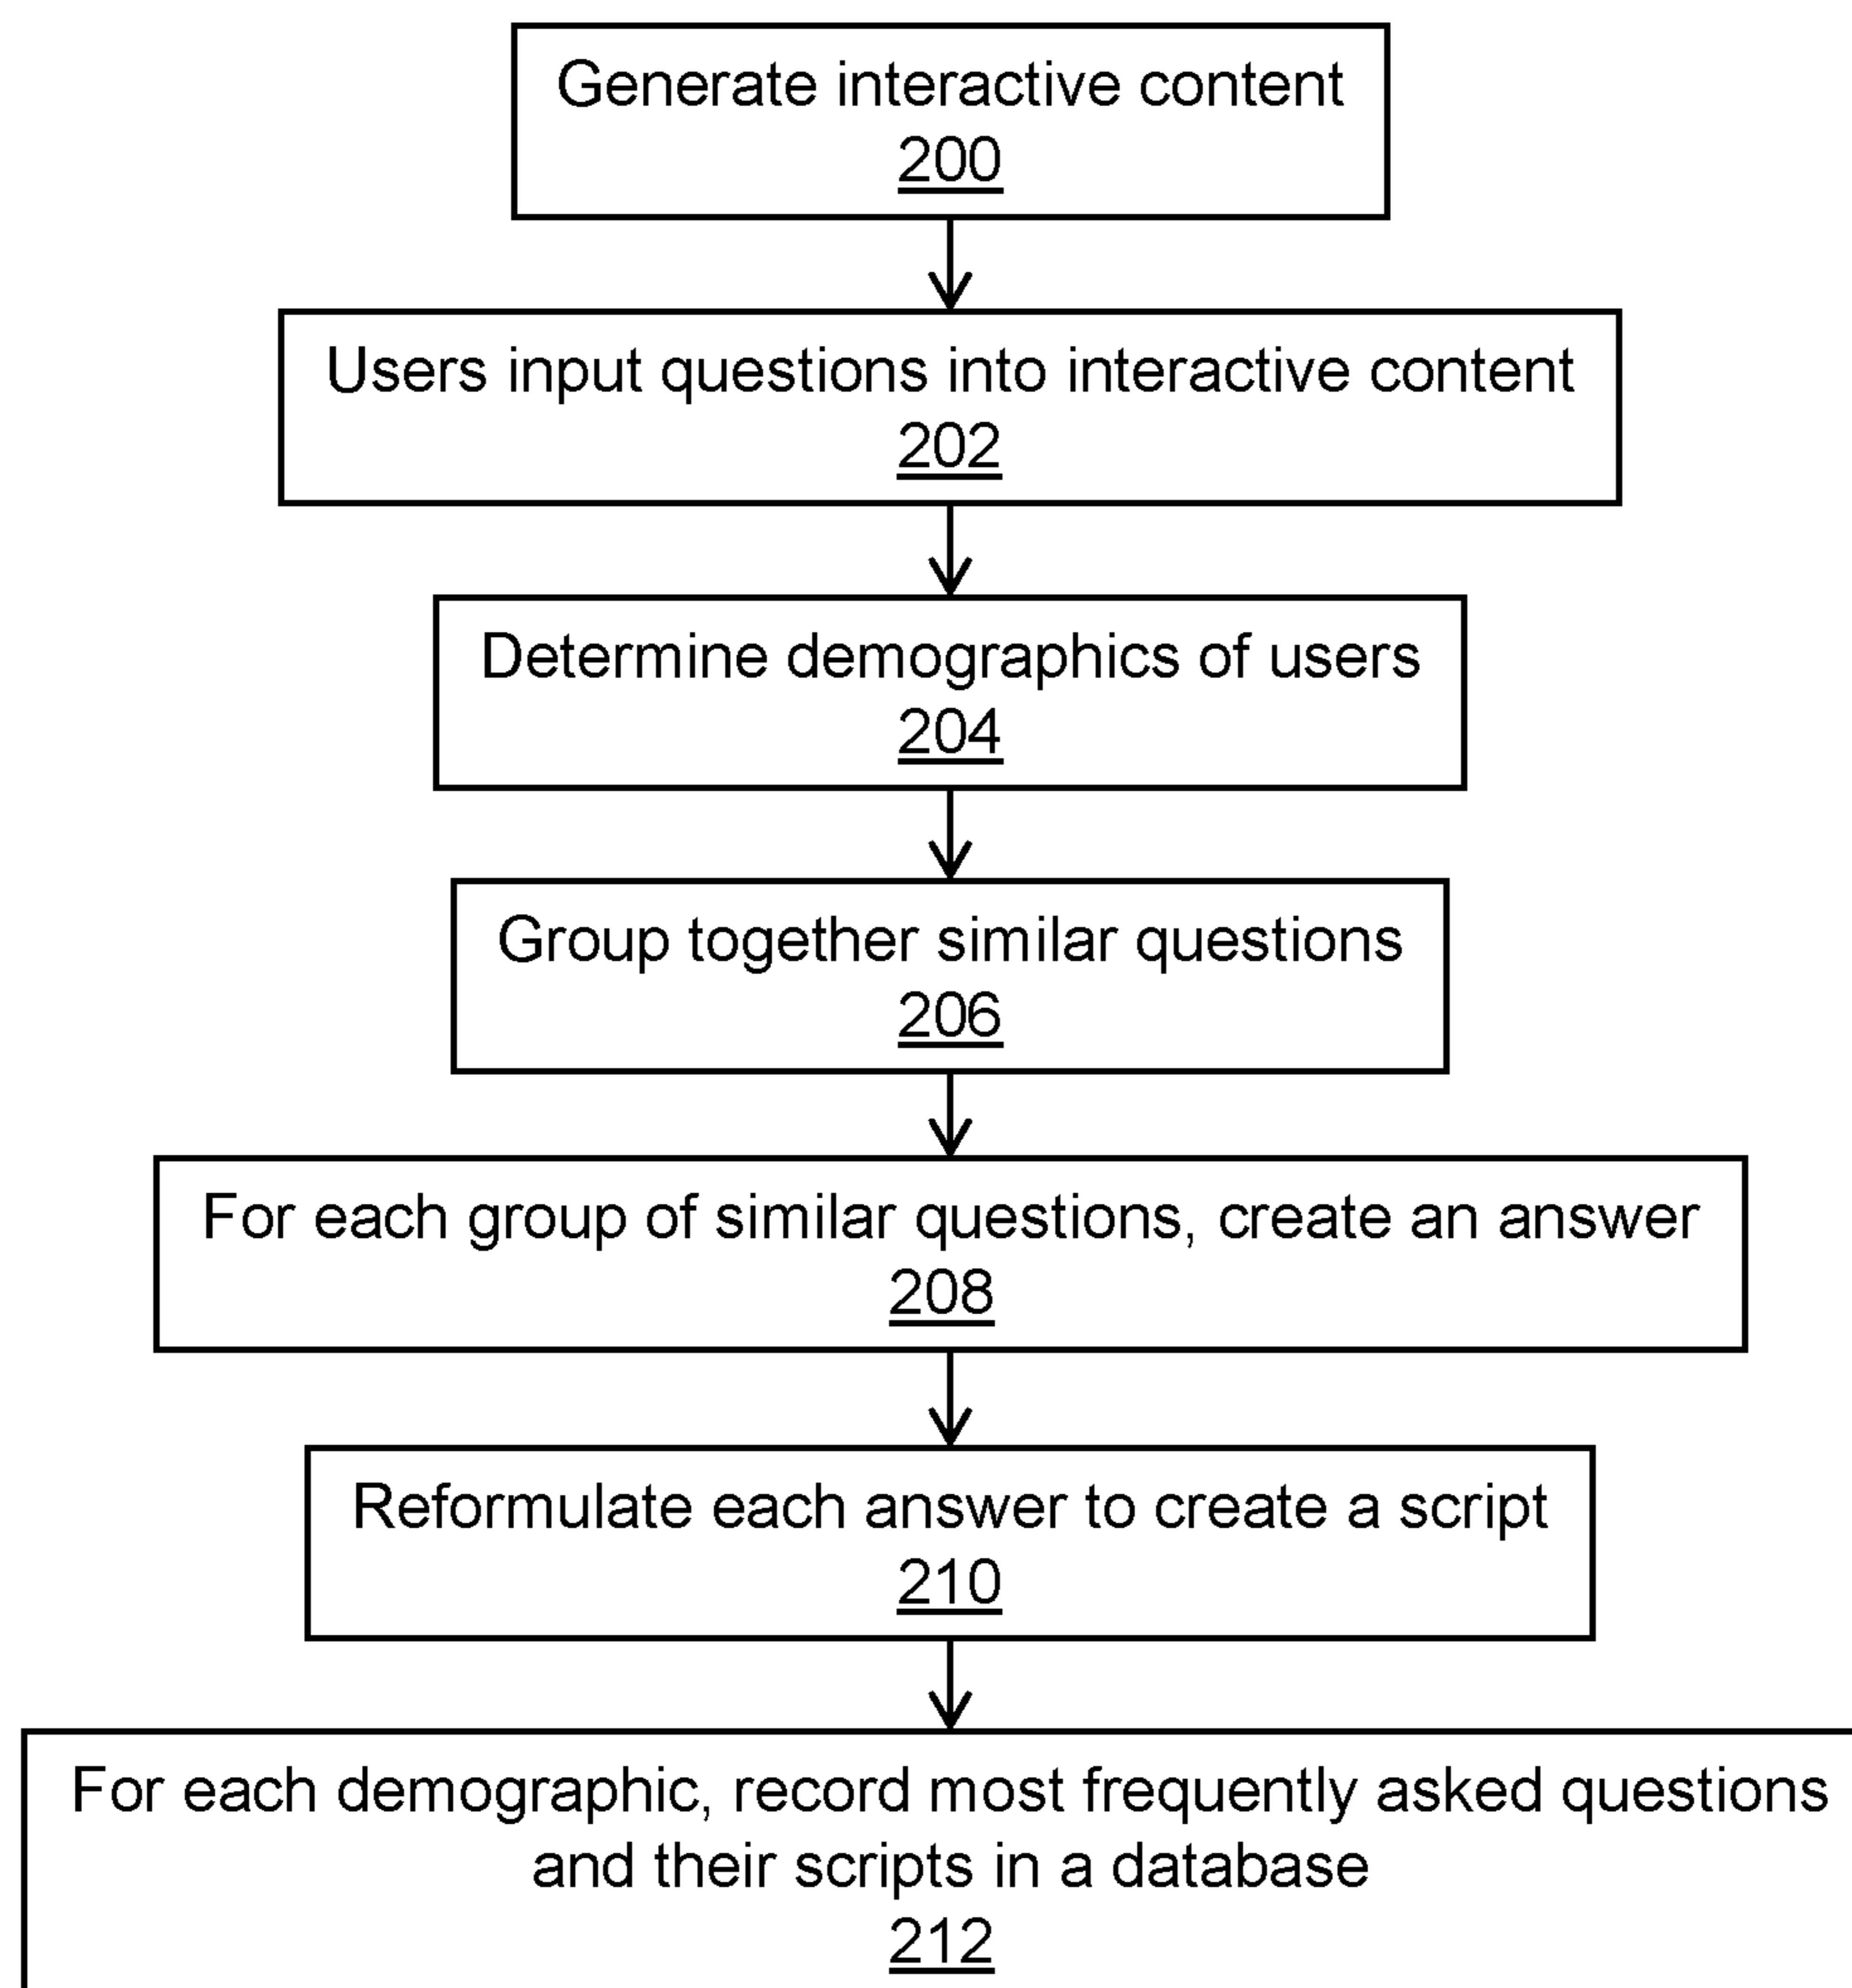 Generate interactive content
200
Users input questions into interactive content
202
Determine demographics of users
204
Group together similar questions
206
For each group of similar questions, create an answer
208
Reformulate each answer to create a script
210
For each demographic, record most frequently asked questions
and their scripts in a database
212